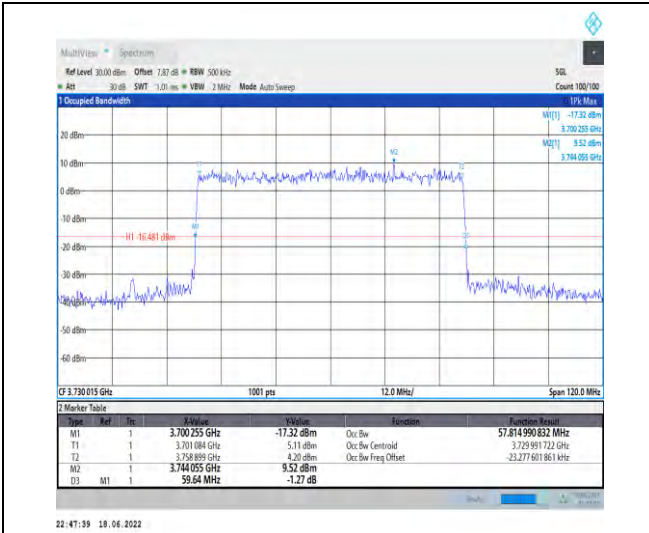 MultiView Spectrum
Ref Level 30.00 dBm Offset 7.87 dB RBW 500 kHz SGL
Att 30 dB SWT 1.01 ms VBW 2 MHz Mode Auto Sweep Count 100/100
1 Occupied Bandwidth 1Pk Max
M1[1] -17.32 dBm
3.700 255 GHz
M2[1] 9.52 dBm
3.744 055 GHz
20 dBm
M2
10 dBm
T1 T2
0 dBm
-10 dBm
M1
H1 -16.481 dBm
-20 dBm
-30 dBm
-40 dBm
-50 dBm
-60 dBm
CF 3.730 015 GHz 1001 pts 12.0 MHz/ Span 120.0 MHz
2 Marker Table
Type Ref Trc X-Value Y-Value Function Function Result
M1 1 3.700 255 GHz -17.32 dBm Occ Bw 57.814 990 832 MHz
T1 1 3.701 084 GHz 5.11 dBm Occ Bw Centroid 3.729 991 722 GHz
T2 1 3.758 899 GHz 4.20 dBm Occ Bw Freq Offset -23.277 601 861 kHz
M2 1 3.744 055 GHz 9.52 dBm
D3 M1 1 59.64 MHz -1.27 dB
22:47:39 18.06.2022